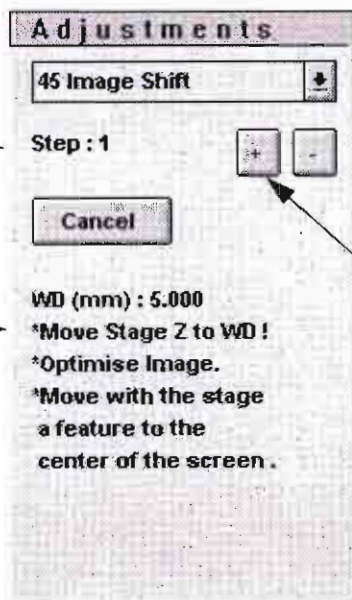 Adjustments
45 Image Shift
Step : 1 + -
Cancel
WD (mm) : 5.000
*Move Stage Z to WD !
*Optimise Image.
*Move with the stage
a feature to the
center of the screen .